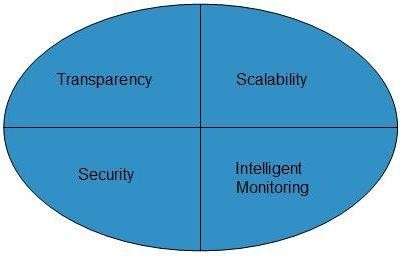 Transparency
Scalability
Security
Intelligent
Monitoring